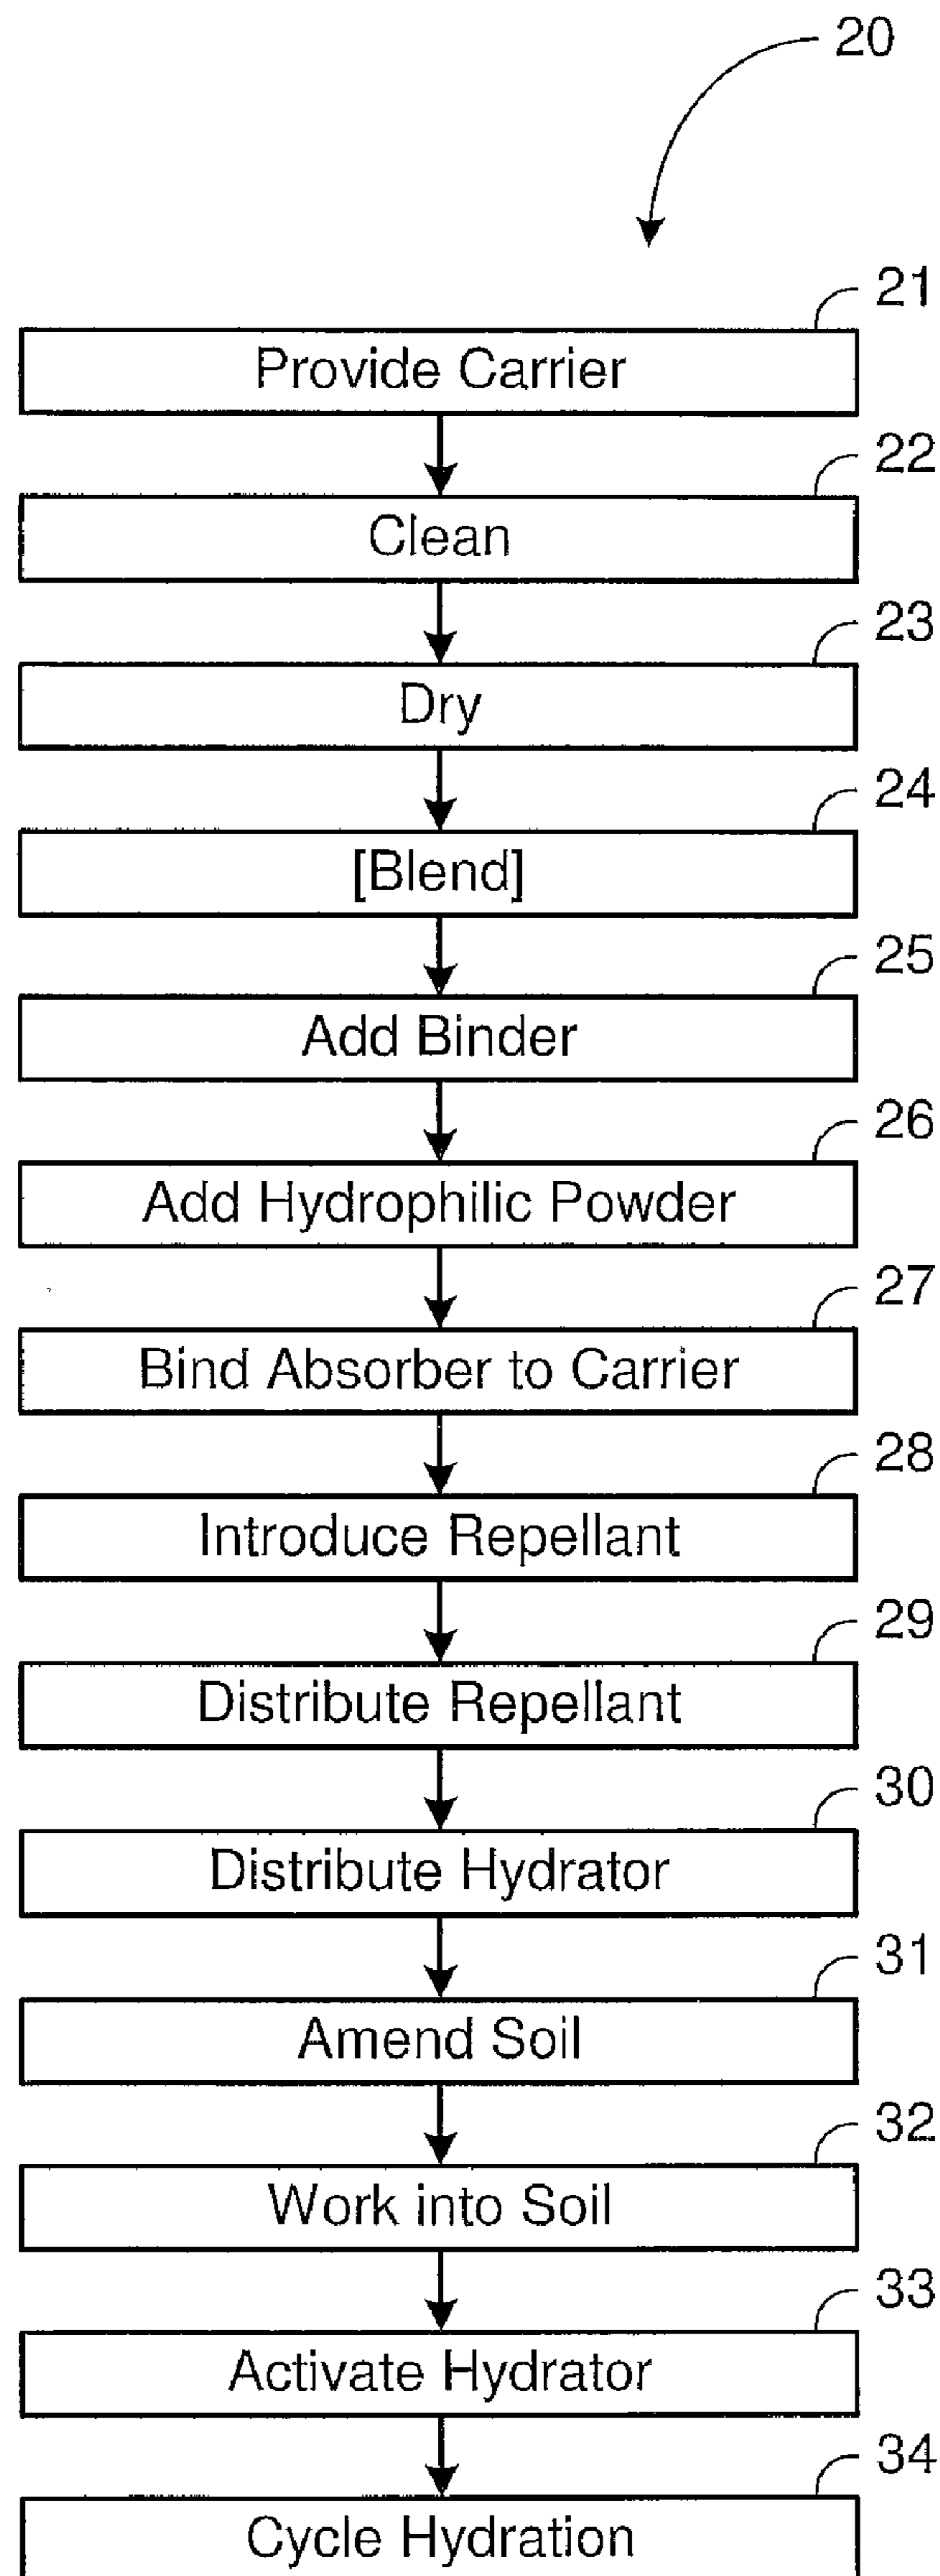 20
21
Provide Carrier
22
Clean
23
Dry
24
[Blend]
25
Add Binder
26
Add Hydrophilic Powder
27
Bind Absorber to Carrier
28
Introduce Repellant
29
Distribute Repellant
30
Distribute Hydrator
31
Amend Soil
32
Work into Soil
33
Activate Hydrator
34
Cycle Hydration